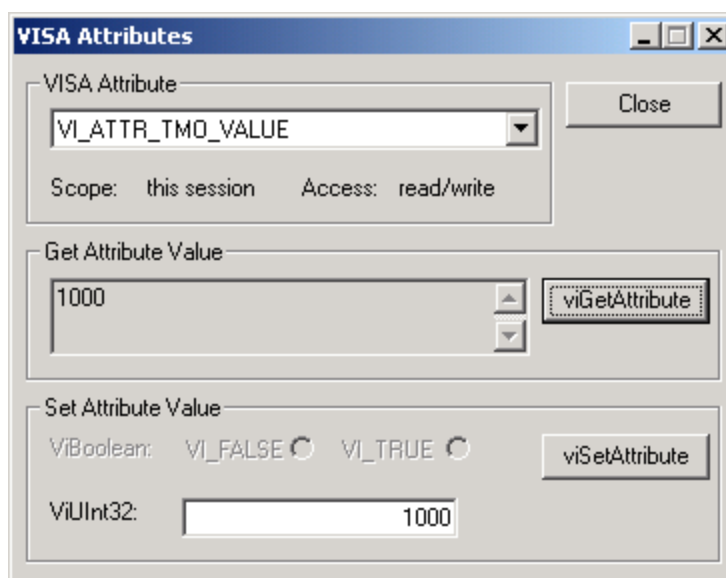 VISA Attributes
VISA Attribute
Close
VI_ATTR_TMO_VALUE
Scope: this session Access: read/write
Get Attribute Value
1000
viGetAttribute
Set Attribute Value
ViBoolean: VI_FALSE VI_TRUE
viSetAttribute
ViUInt32: 1000